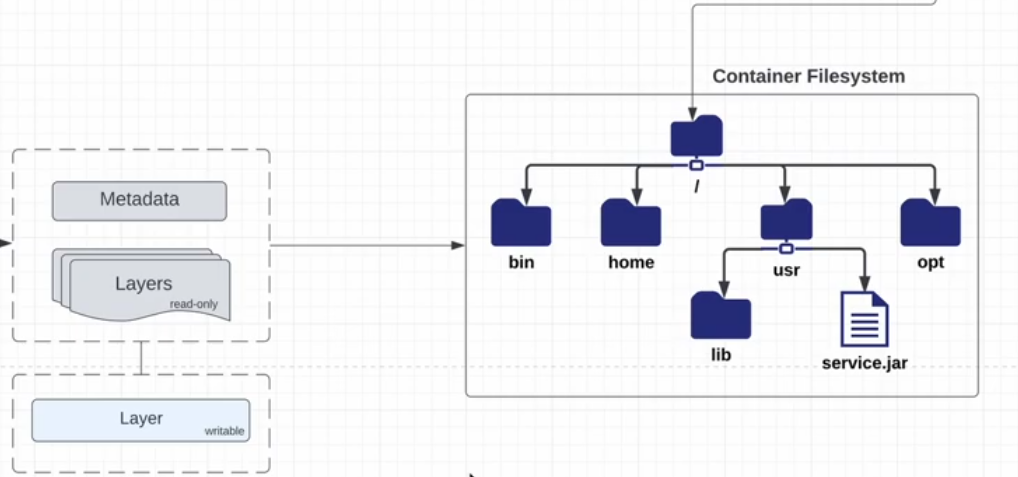 Container Filesystem
/
Metadata
bin
home
usr
opt
Layers
read-only
lib
service.jar
Layer
writable